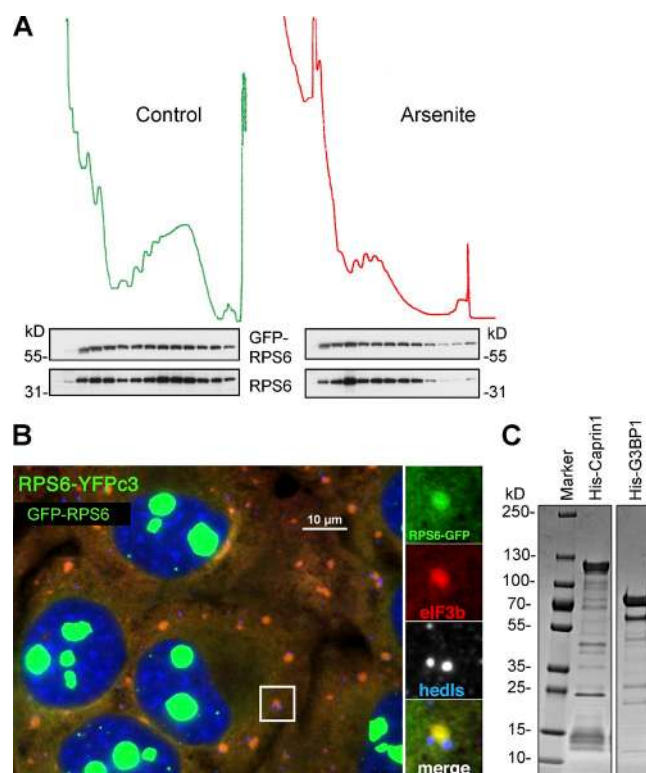 A
Control
Arsenite
kD
55-
31-
GFP-
RPS6
RPS6
kD
-55
-31
B
RPS6-YFPc3
GFP-RPS6
10 µm
RPS6-GFP
eIF3b
hedls
merge
C
Marker
His-Caprin1
His-G3BP1
kD
250-
130-
100-
70-
55-
35-
25-
15-
10-